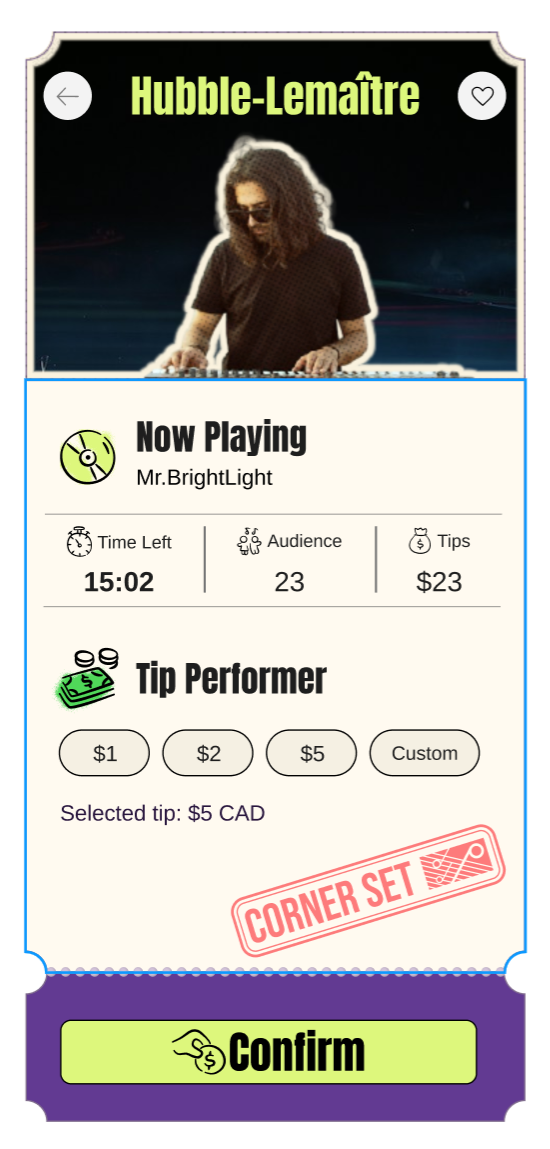 Hubble-Lemaître
Now Playing
Mr.BrightLight
Time Left
15:02
Audience
23
Tips
$23
Tip Performer
$1 $2 $5 Custom
Selected tip: $5 CAD
CORNER SET
Confirm